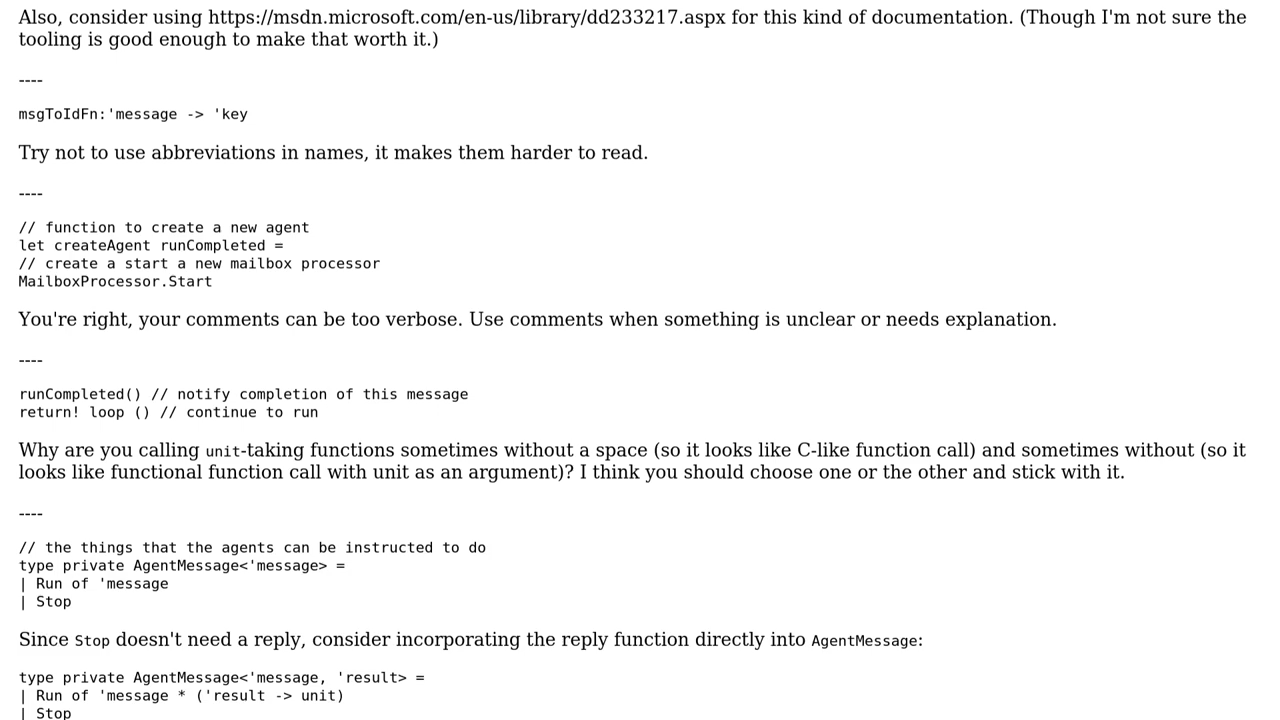 Also, consider using https://msdn.microsoft.com/en-us/library/dd233217.aspx for this kind of documentation. (Though I'm not sure the
tooling is good enough to make that worth it.)
----
msgToIdFn:'message -> 'key
Try not to use abbreviations in names, it makes them harder to read.
----
// function to create a new agent
let createAgent runCompleted =
// create a start a new mailbox processor
MailboxProcessor.Start
You're right, your comments can be too verbose. Use comments when something is unclear or needs explanation.
----
runCompleted() // notify completion of this message
return! loop () // continue to run
Why are you calling unit-taking functions sometimes without a space (so it looks like C-like function call) and sometimes without (so it
looks like functional function call with unit as an argument)? I think you should choose one or the other and stick with it.
----
// the things that the agents can be instructed to do
type private AgentMessage<'message> =
| Run of 'message
| Stop
Since Stop doesn't need a reply, consider incorporating the reply function directly into AgentMessage:
type private AgentMessage<'message, 'result> =
| Run of 'message * ('result -> unit)
| Stop